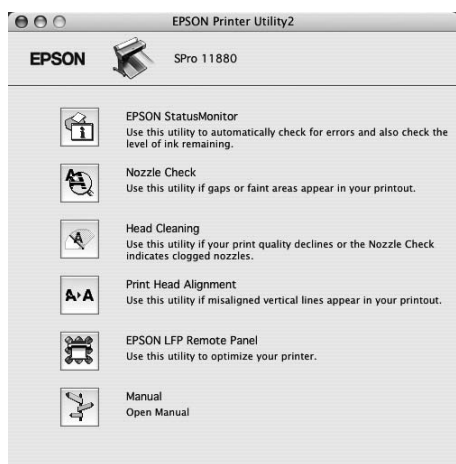 EPSON Printer Utility2
EPSON
SPro 11880
EPSON StatusMonitor
Use this utility to automatically check for errors and also check the
level of ink remaining.
Nozzle Check
Use this utility if gaps or faint areas appear in your printout.
Head Cleaning
Use this utility if your print quality declines or the Nozzle Check
indicates clogged nozzles.
A▸A
Print Head Alignment
Use this utility if misaligned vertical lines appear in your printout.
EPSON LFP Remote Panel
Use this utility to optimize your printer.
Manual
Open Manual